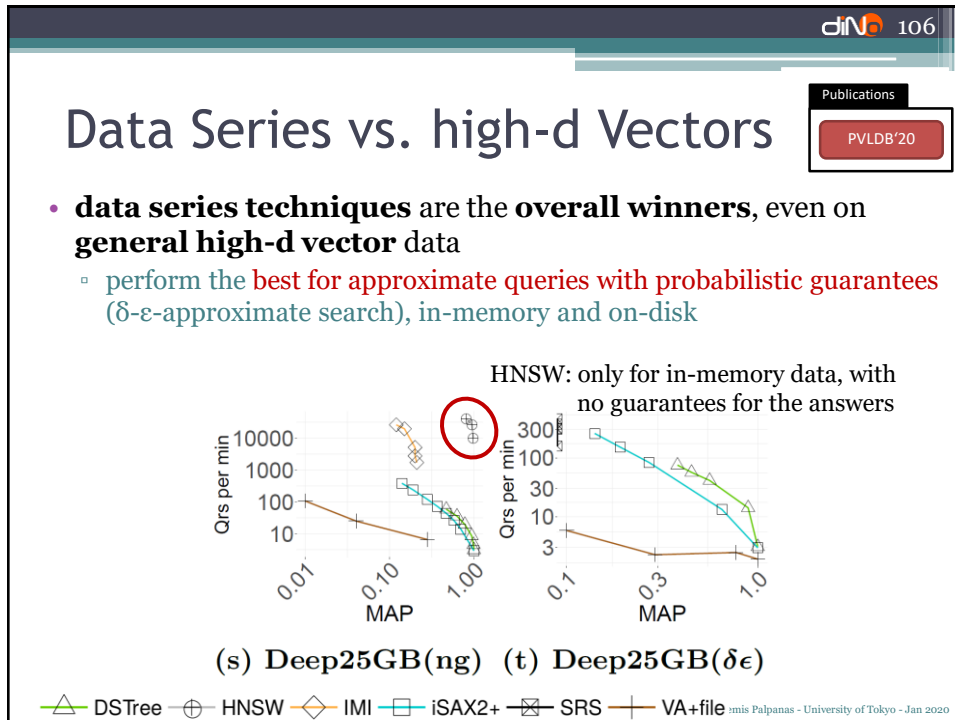 diNo 106
Publications
PVLDB'20
Data Series vs. high-d Vectors
• data series techniques are the overall winners, even on
general high-d vector data
▫ perform the best for approximate queries with probabilistic guarantees
(δ-ε-approximate search), in-memory and on-disk
HNSW: only for in-memory data, with
no guarantees for the answers
Qrs per min
10000
1000
100
10
0.01 0.10 1.00
MAP
Qrs per min
300
100
30
10
3
0.1 0.3 1.0
MAP
(s) Deep25GB(ng) (t) Deep25GB(δϵ)
DSTree HNSW IMI iSAX2+ SRS VA+file Palpanas - University of Tokyo - Jan 2020